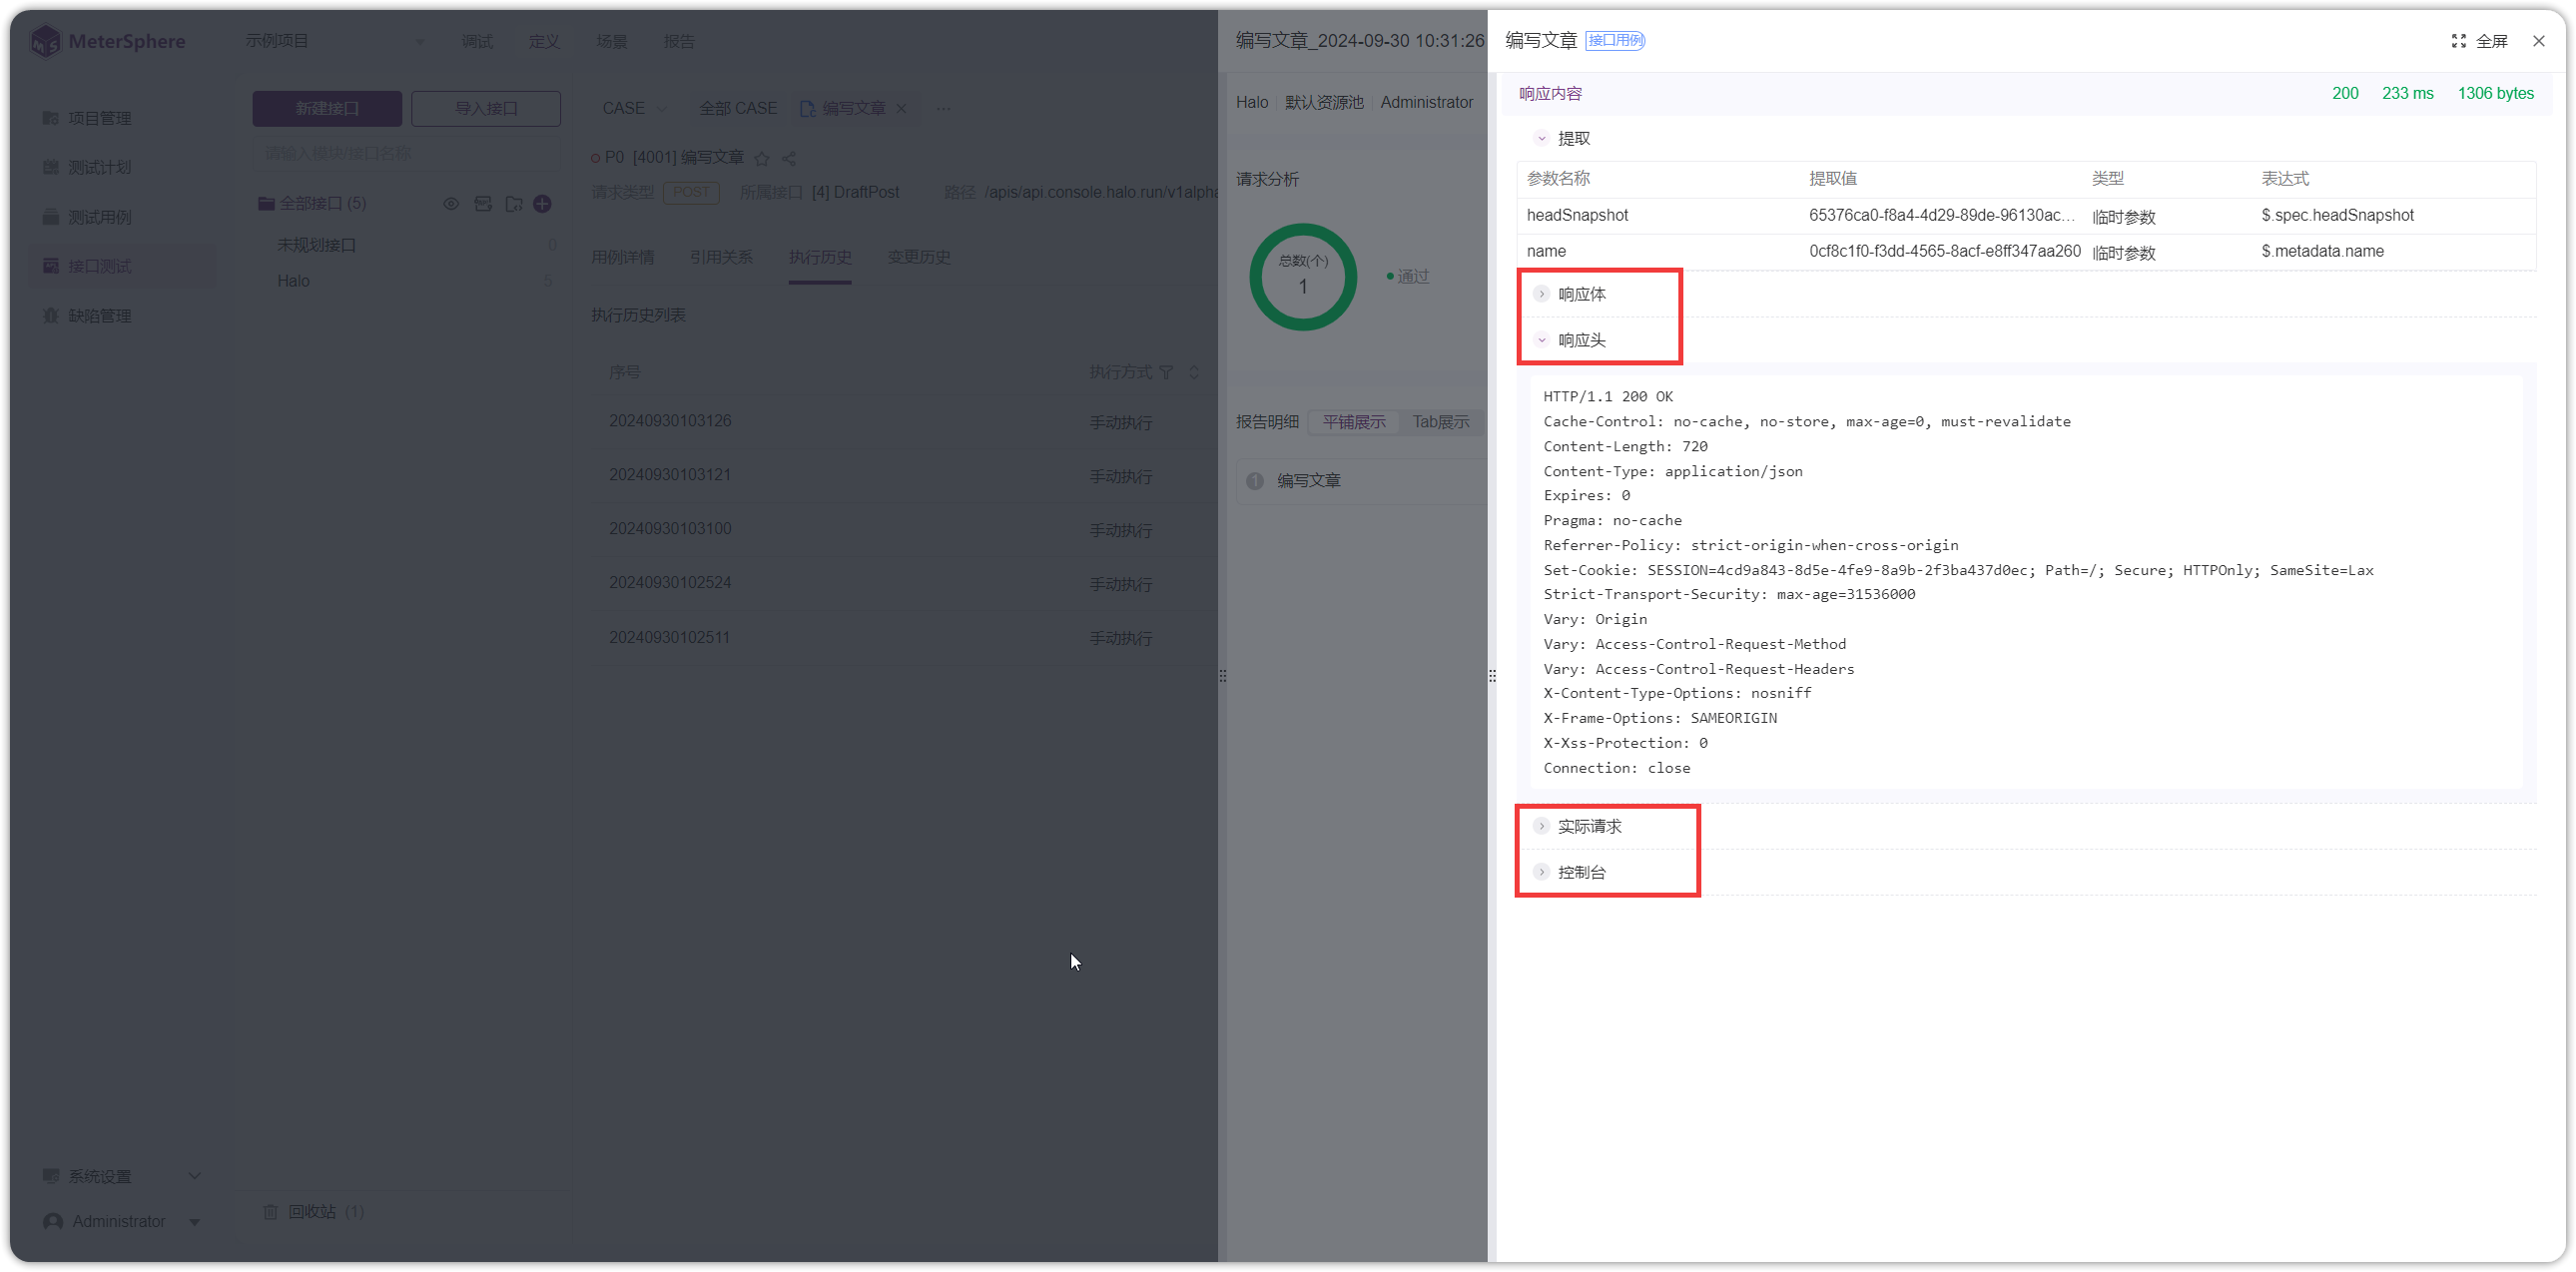 MeterSphere
示例项目
调试 定义 场景 报告
项目管理
测试计划
测试用例
接口测试
缺陷管理
系统设置
Administrator
新建接口 导入接口
请输入模块/接口名称
全部接口 (5)
未规划接口 0
Halo 5
回收站 (1)
CASE 全部 CASE 编写文章
P0 [4001] 编写文章
请求类型 POST 所属接口 [4] DraftPost 路径 /apis/api.console.halo.run/v1alpha
用例详情 引用关系 执行历史 变更历史
执行历史列表
序号 执行方式
20240930103126 手动执行
20240930103121 手动执行
20240930103100 手动执行
20240930102524 手动执行
20240930102511 手动执行
编写文章_2024-09-30 10:31:26
Halo 默认资源池 Administrator
请求分析
总数(个)
1
通过
报告明细 平铺展示 Tab展示
1 编写文章
编写文章 接口用例 全屏
响应内容 200 233 ms 1306 bytes
提取
参数名称 提取值 类型 表达式
headSnapshot 65376ca0-f8a4-4d29-89de-96130ac... 临时参数 $.spec.headSnapshot
name 0cf8c1f0-f3dd-4565-8acf-e8ff347aa260 临时参数 $.metadata.name
响应体
响应头
HTTP/1.1 200 OK
Cache-Control: no-cache, no-store, max-age=0, must-revalidate
Content-Length: 720
Content-Type: application/json
Expires: 0
Pragma: no-cache
Referrer-Policy: strict-origin-when-cross-origin
Set-Cookie: SESSION=4cd9a843-8d5e-4fe9-8a9b-2f3ba437d0ec; Path=/; Secure; HTTPOnly; SameSite=Lax
Strict-Transport-Security: max-age=31536000
Vary: Origin
Vary: Access-Control-Request-Method
Vary: Access-Control-Request-Headers
X-Content-Type-Options: nosniff
X-Frame-Options: SAMEORIGIN
X-Xss-Protection: 0
Connection: close
实际请求
控制台